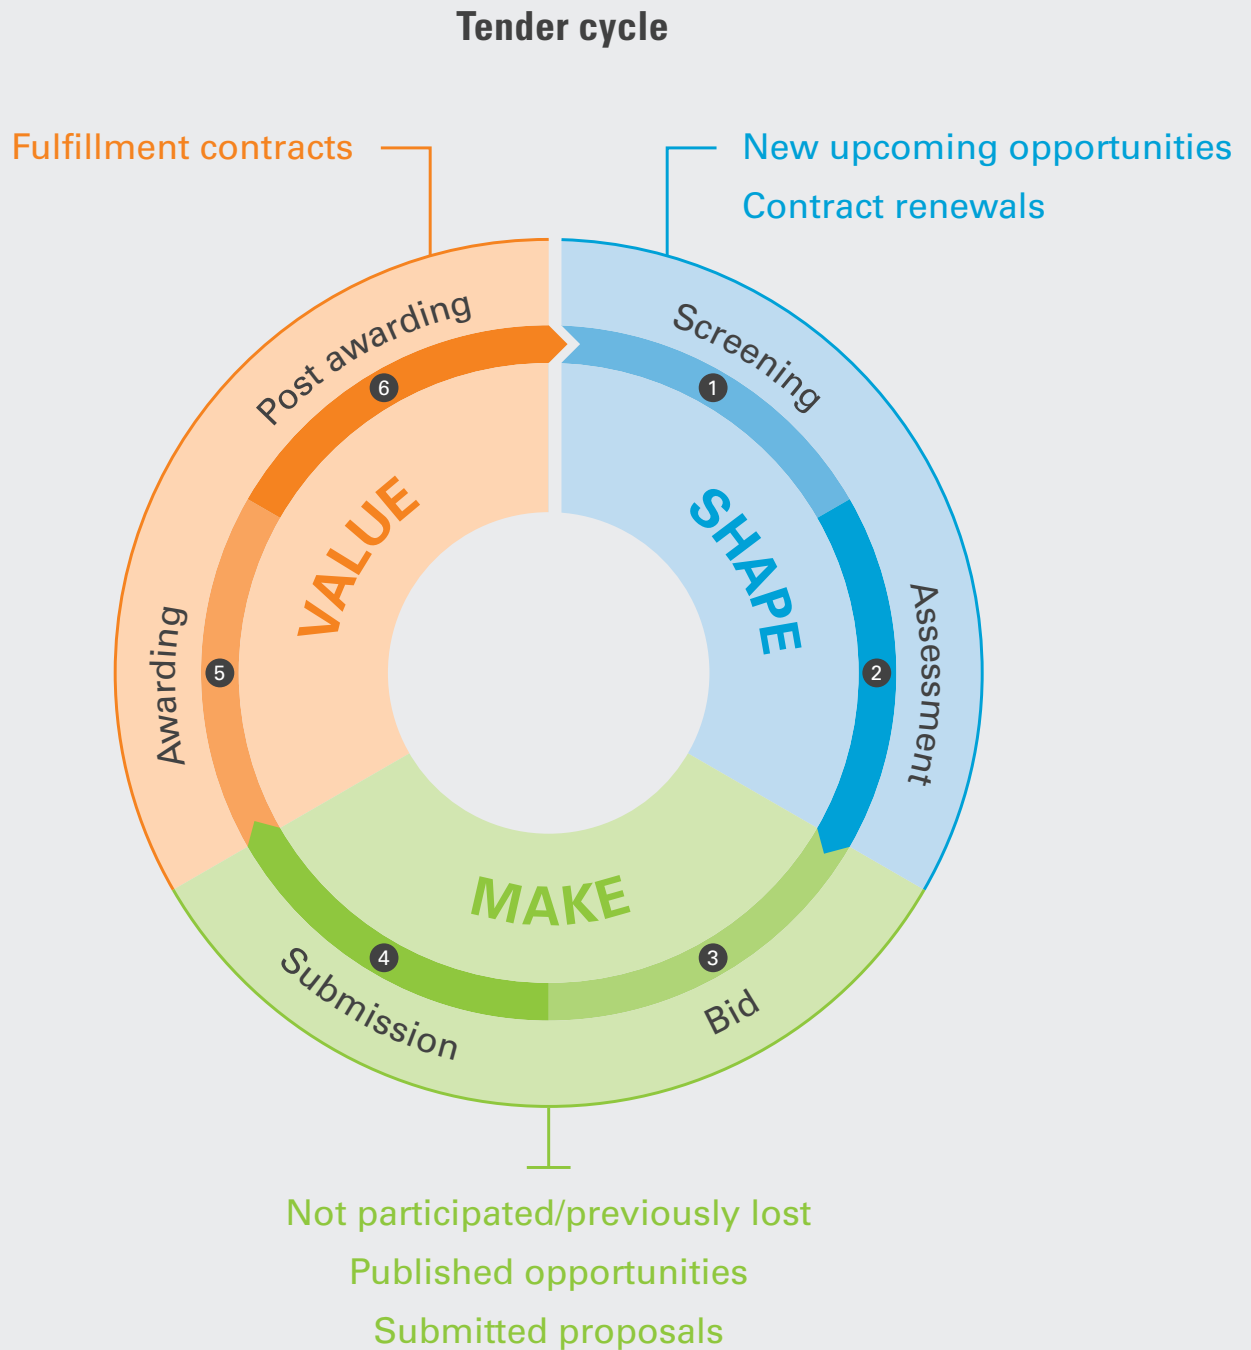 Tender cycle
Fulfillment contracts
New upcoming opportunities
Contract renewals
Screening
1
SHAPE
Assessment
2
Bid
3
MAKE
Submission
4
Awarding
5
VALUE
Post awarding
6
Not participated/previously lost
Published opportunities
Submitted proposals